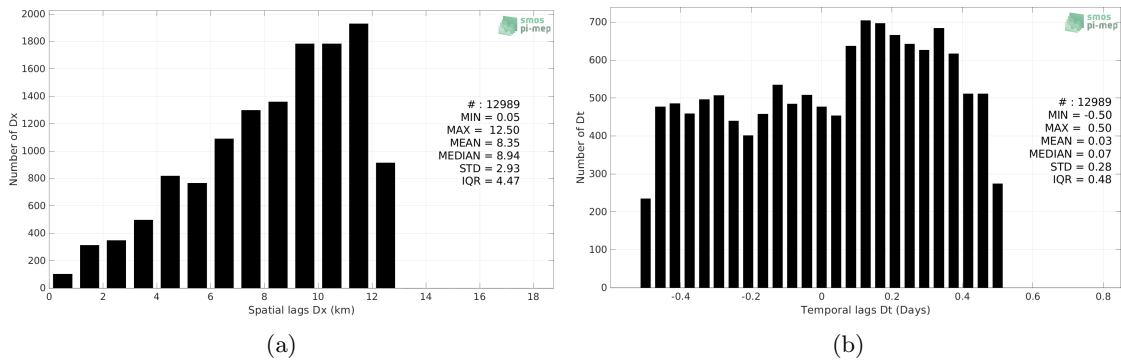 2000
1800
1600
1400
1200
1000
800
600
400
200
0
Number of Dx
smos
pi-mep
# : 12989
MIN = 0.05
MAX = 12.50
MEAN = 8.35
MEDIAN = 8.94
STD = 2.93
IQR = 4.47
0 2 4 6 8 10 12 14 16 18
Spatial lags Dx (km)
(a)
700
600
500
400
300
200
100
0
Number of Dt
smos
pi-mep
# : 12989
MIN = -0.50
MAX = 0.50
MEAN = 0.03
MEDIAN = 0.07
STD = 0.28
IQR = 0.48
-0.4 -0.2 0 0.2 0.4 0.6 0.8
Temporal lags Dt (Days)
(b)